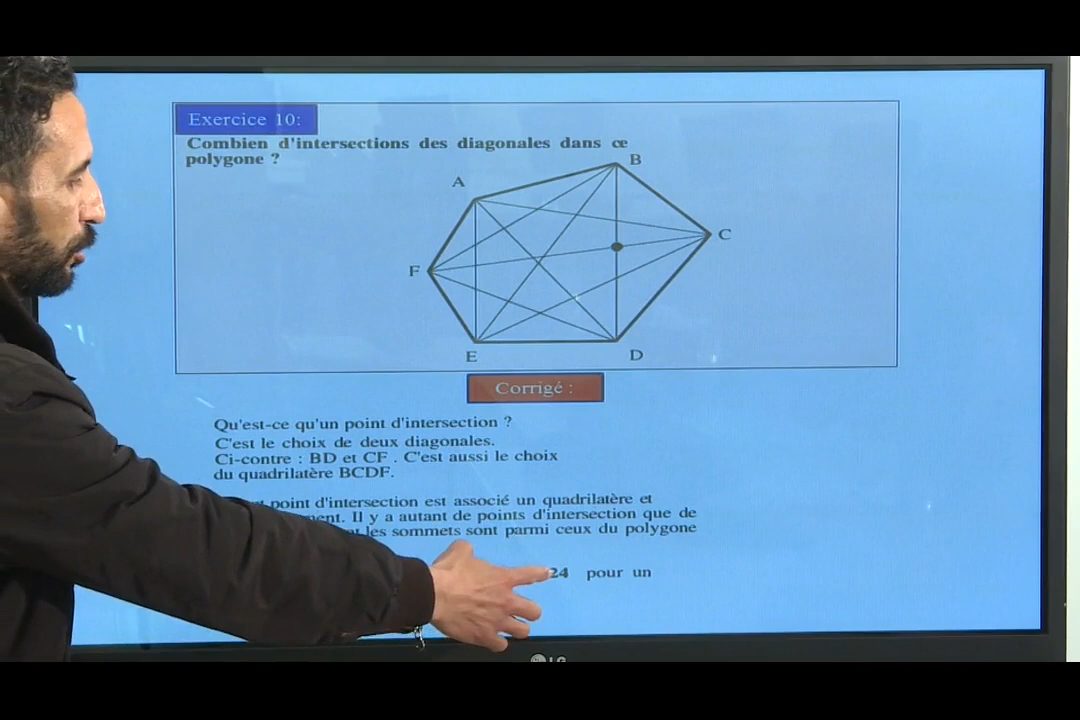 Exercice 10:
Combien d'intersections des diagonales dans ce
polygone ?
B
A
C
F
E
D
Corrigé :
Qu'est-ce qu'un point d'intersection ?
C'est le choix de deux diagonales.
Ci-contre : BD et CF . C'est aussi le choix
du quadrilatère BCDF.
point d'intersection est associé un quadrilatère et
Il y a autant de points d'intersection que de
les sommets sont parmi ceux du polygone
24 pour un
LG